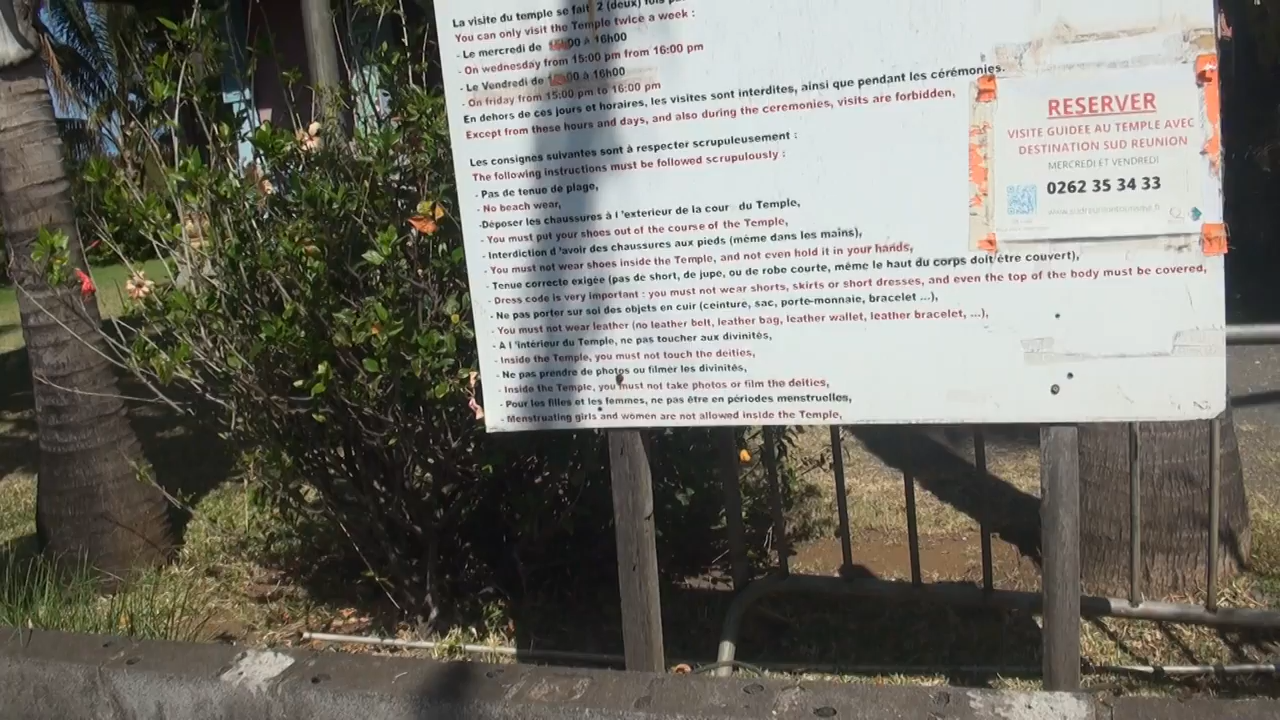 La visite du temple se fait 2 (deux) fois
You can only visit the Temple twice a week :
- Le mercredi de 00 à 16h00
- On wednesday from 15:00 pm from 16:00 pm
- Le Vendredi de 00 à 16h00
- On friday from 15:00 pm to 16:00 pm
En dehors de ces jours et horaires, les visites sont interdites, ainsi que pendant les cérémonies.
Except from these hours and days, and also during the ceremonies, visits are forbidden,
Les consignes suivantes sont à respecter scrupuleusement :
The following instructions must be followed scrupulously :
- Pas de tenue de plage,
- No beach wear,
-Déposer les chaussures à l 'exterieur de la cour du Temple,
- You must put your shoes out of the course of the Temple,
- Interdiction d 'avoir des chaussures aux pieds (même dans les mains),
- You must not wear shoes inside the Temple, and not even hold it in your hands,
- Tenue correcte exigée (pas de short, de jupe, ou de robe courte, même le haut du corps doit être couvert),
- Dress code is very important : you must not wear shorts, skirts or short dresses, and even the top of the body must be covered,
- Ne pas porter sur soi des objets en cuir (ceinture, sac, porte-monnaie, bracelet ...),
- You must not wear leather (no leather belt, leather bag, leather wallet, leather bracelet, ...),
- A l 'intérieur du Temple, ne pas toucher aux divinités,
- Inside the Temple, you must not touch the deities,
- Ne pas prendre de photos ou filmer les divinités,
- Inside the Temple, you must not take photos or film the deities,
- Pour les filles et les femmes, ne pas être en périodes menstruelles,
- Menstruating girls and women are not allowed inside the Temple,
RESERVER
VISITE GUIDEE AU TEMPLE AVEC
DESTINATION SUD REUNION
MERCREDI ET VENDREDI
0262 35 34 33